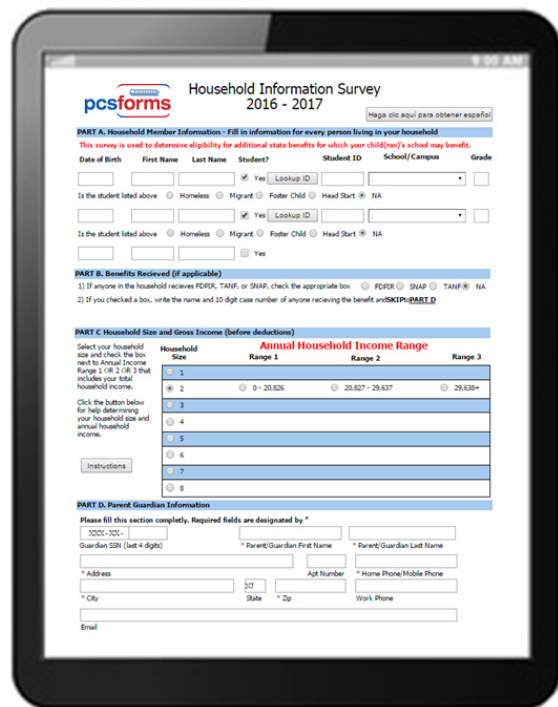 9:00 AM
pcsforms
Household Information Survey
2016 - 2017
Haga clic aquí para obtener español
PART A. Household Member Information - Fill in information for every person living in your household
This survey is used to determine eligibility for additional state benefits for which your child(ren)'s school may benefit.
Date of Birth First Name Last Name Student? Student ID School/Campus Grade
Yes Lookup ID
Is the student listed above Homeless Migrant Foster Child Head Start NA
Yes Lookup ID
Is the student listed above Homeless Migrant Foster Child Head Start NA
Yes
PART B. Benefits Recieved (if applicable)
1) If anyone in the household recieves FDPIR, TANF, or SNAP, check the appropriate box FDPIR SNAP TANF NA
2) If you checked a box, write the name and 10 digit case number of anyone recieving the benefit and SKIP to PART D
PART C Household Size and Gross Income (before deductions)
Select your household size and check the box next to Annual Income Range 1 OR 2 OR 3 that includes your total household income.
Click the button below for help determining your household size and annual household income.
Instructions
Annual Household Income Range
Household Size Range 1 Range 2 Range 3
1
2 0 - 20,826 20,827 - 29,637 29,638+
3
4
5
6
7
8
PART D. Parent Guardian Information
Please fill this section completly. Required fields are designated by *
XXX-XX-
Guardian SSN (last 4 digits) * Parent/Guardian First Name * Parent/Guardian Last Name
* Address Apt Number * Home Phone/Mobile Phone
* City State * Zip Work Phone
Email